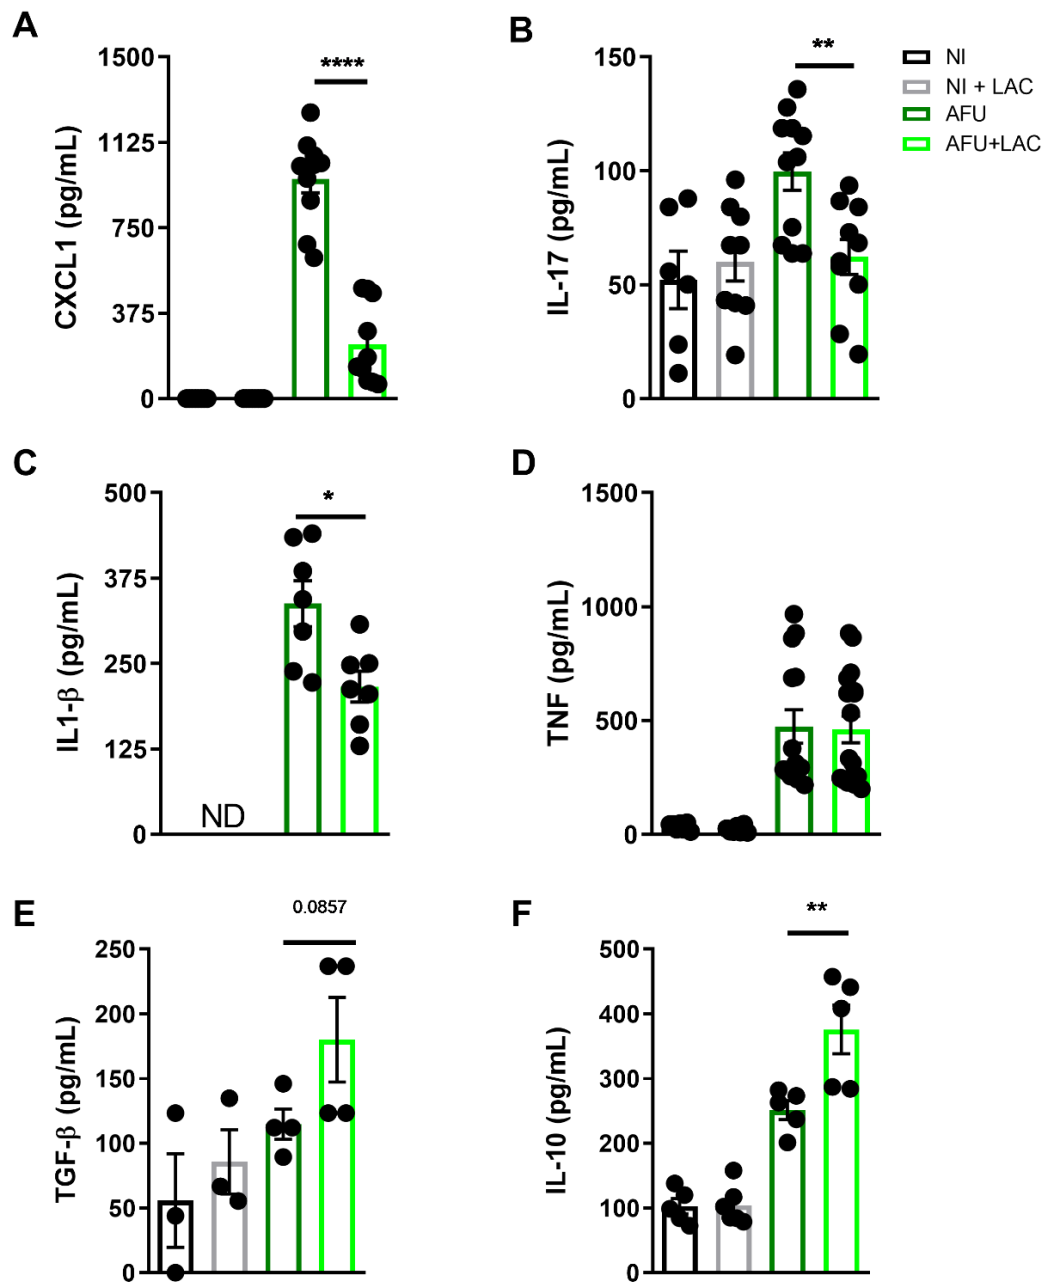 A
CXCL1 (pg/mL)
1500
1125
750
375
0
****
B
IL-17 (pg/mL)
150
100
50
0
**
NI
NI + LAC
AFU
AFU+LAC
C
IL1-β (pg/mL)
500
375
250
125
0
ND
*
D
TNF (pg/mL)
1500
1000
500
0
E
TGF-β (pg/mL)
250
200
150
100
50
0
0.0857
F
IL-10 (pg/mL)
500
400
300
200
100
0
**